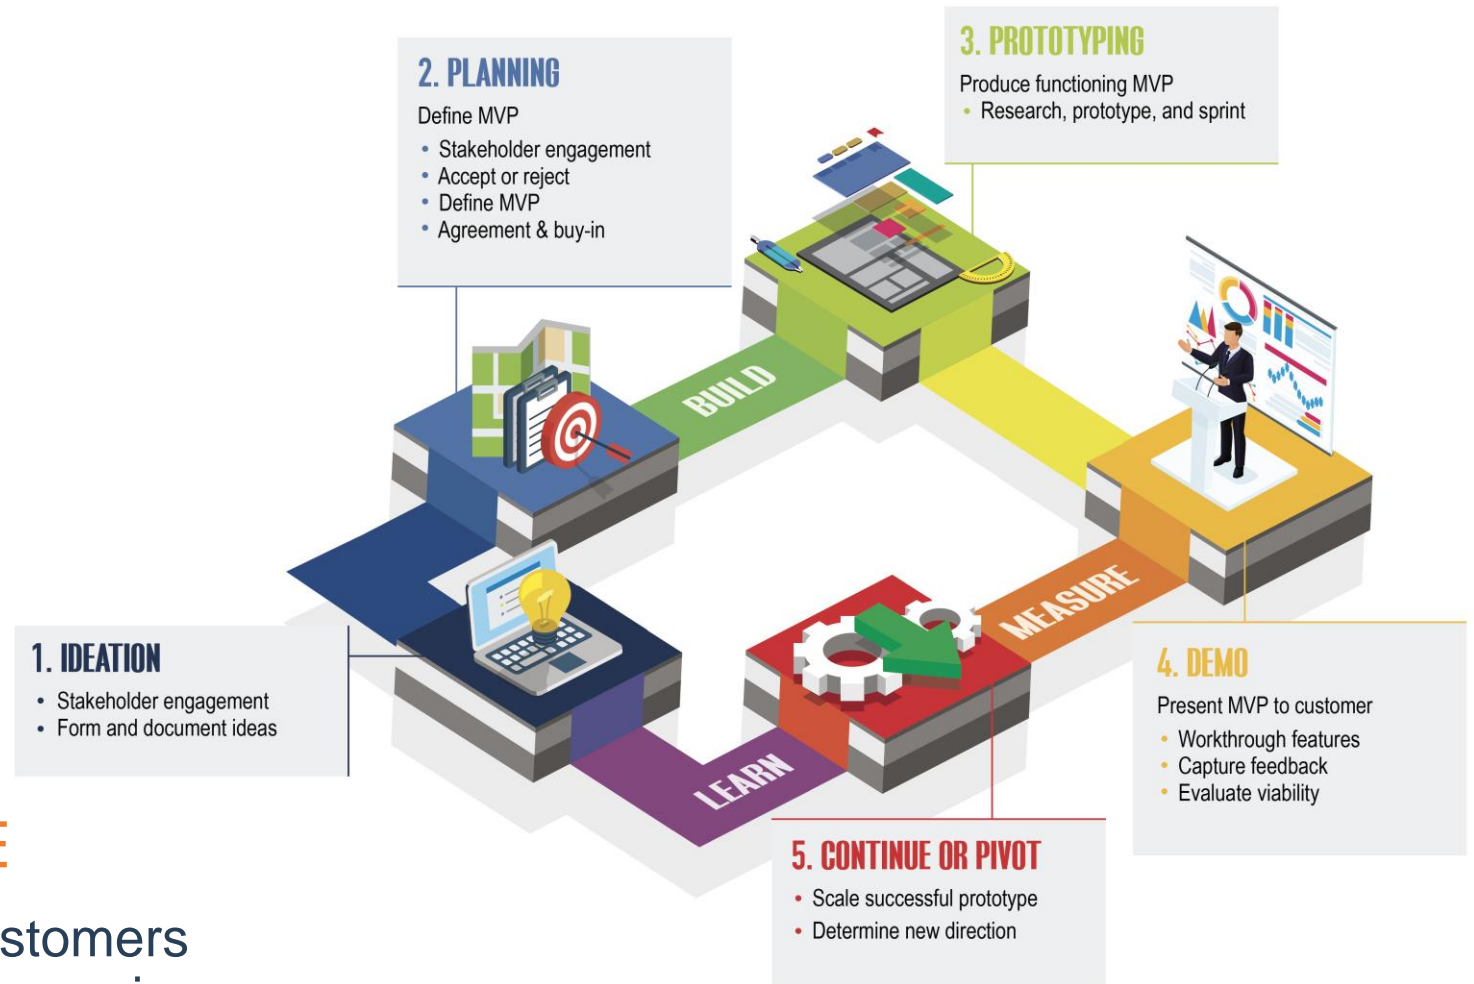 1. IDEATION
• Stakeholder engagement
• Form and document ideas
2. PLANNING
Define MVP
• Stakeholder engagement
• Accept or reject
• Define MVP
• Agreement & buy-in
BUILD
3. PROTOTYPING
Produce functioning MVP
• Research, prototype, and sprint
4. DEMO
Present MVP to customer
• Workthrough features
• Capture feedback
• Evaluate viability
MEASURE
5. CONTINUE OR PIVOT
• Scale successful prototype
• Determine new direction
LEARN
E
stomers